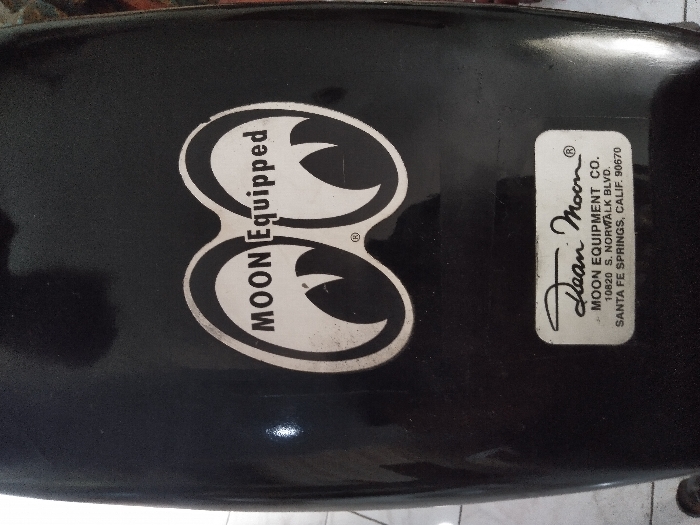 MOON Equipped
®
Dean Moon ®
MOON EQUIPMENT CO.
10820 S. NORWALK BLVD.
SANTA FE SPRINGS, CALIF. 90670